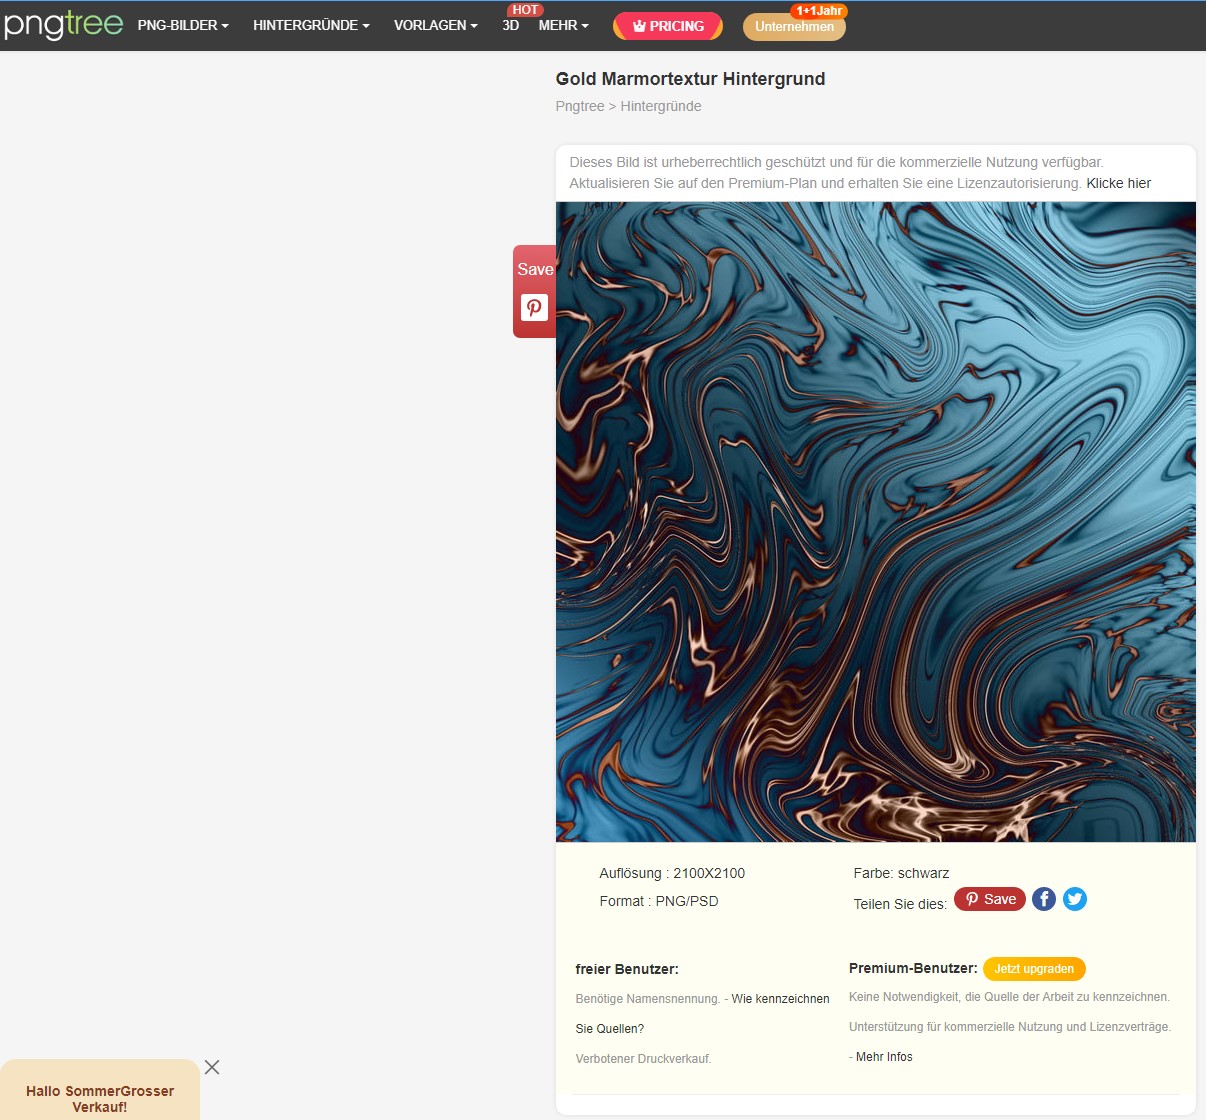 pngtree PNG-BILDER HINTERGRÜNDE VORLAGEN HOT 3D MEHR PRICING 1+1Jahr Unternehmen
Gold Marmortextur Hintergrund
Pngtree > Hintergründe
Dieses Bild ist urheberrechtlich geschützt und für die kommerzielle Nutzung verfügbar.
Aktualisieren Sie auf den Premium-Plan und erhalten Sie eine Lizenzautorisierung. Klicke hier
Save
Auflösung : 2100X2100
Farbe: schwarz
Format : PNG/PSD
Teilen Sie dies: Save
freier Benutzer:
Benötige Namensnennung. - Wie kennzeichnen
Sie Quellen?
Verbotener Druckverkauf.
Premium-Benutzer: Jetzt upgraden
Keine Notwendigkeit, die Quelle der Arbeit zu kennzeichnen.
Unterstützung für kommerzielle Nutzung und Lizenzverträge.
- Mehr Infos
Hallo SommerGrosser
Verkauf!